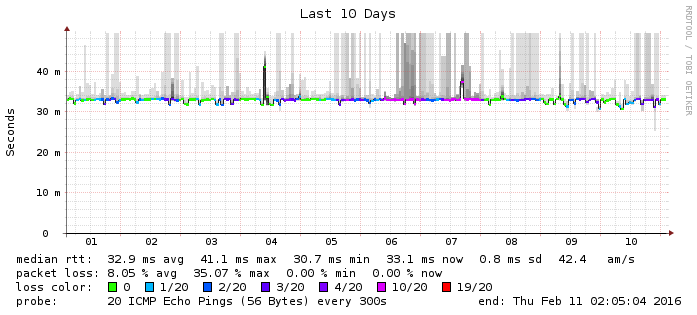 Last 10 Days
RRDTOOL / TOBI OETIKER
Seconds
40 m
30 m
20 m
10 m
0
01 02 03 04 05 06 07 08 09 10
median rtt: 32.9 ms avg 41.1 ms max 30.7 ms min 33.1 ms now 0.8 ms sd 42.4 am/s
packet loss: 8.05 % avg 35.07 % max 0.00 % min 0.00 % now
loss color: 0 1/20 2/20 3/20 4/20 10/20 19/20
probe: 20 ICMP Echo Pings (56 Bytes) every 300s end: Thu Feb 11 02:05:04 2016